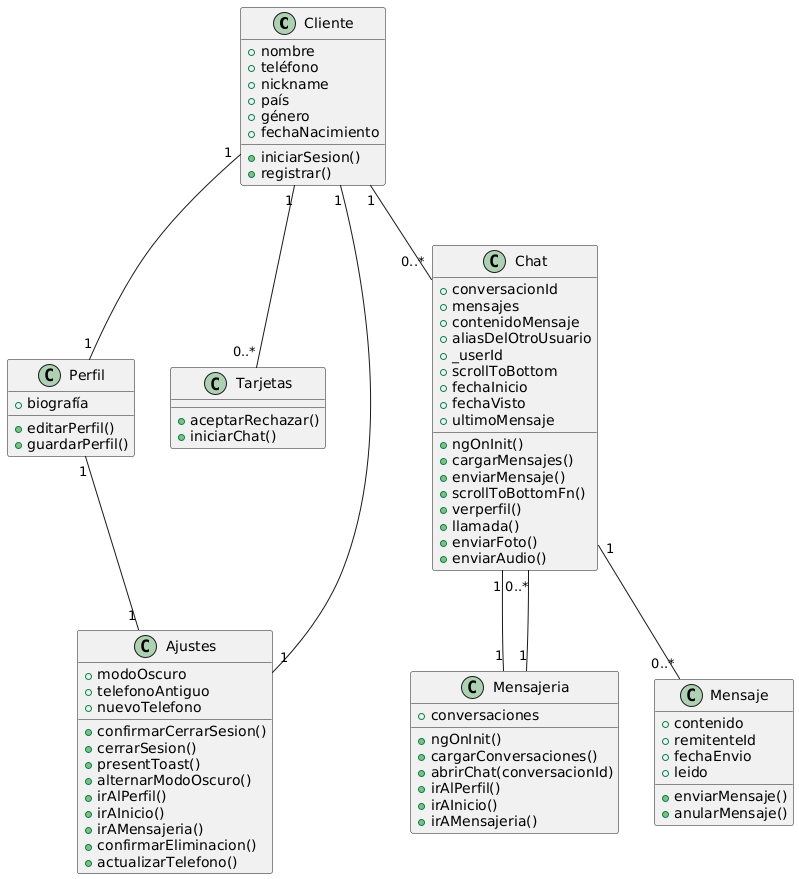 C Cliente
nombre
teléfono
nickname
país
género
fechaNacimiento
iniciarSesion()
registrar()
1
1
1
1
0..*
C Chat
conversacionId
mensajes
contenidoMensaje
aliasDelOtroUsuario
_userId
scrollToBottom
fechaInicio
fechaVisto
ultimoMensaje
ngOnInit()
cargarMensajes()
enviarMensaje()
scrollToBottomFn()
verperfil()
llamada()
enviarFoto()
enviarAudio()
1
0..*
C Perfil
biografía
editarPerfil()
guardarPerfil()
C Tarjetas
aceptarRechazar()
iniciarChat()
1
1
1
1
0..*
1
1
1
0..*
C Ajustes
modoOscuro
telefonoAntiguo
nuevoTelefono
confirmarCerrarSesion()
cerrarSesion()
presentToast()
alternarModoOscuro()
irAlPerfil()
irAInicio()
irAMensajeria()
confirmarEliminacion()
actualizarTelefono()
C Mensajeria
conversaciones
ngOnInit()
cargarConversaciones()
abrirChat(conversacionId)
irAlPerfil()
irAInicio()
irAMensajeria()
C Mensaje
contenido
remitenteId
fechaEnvio
leido
enviarMensaje()
anularMensaje()